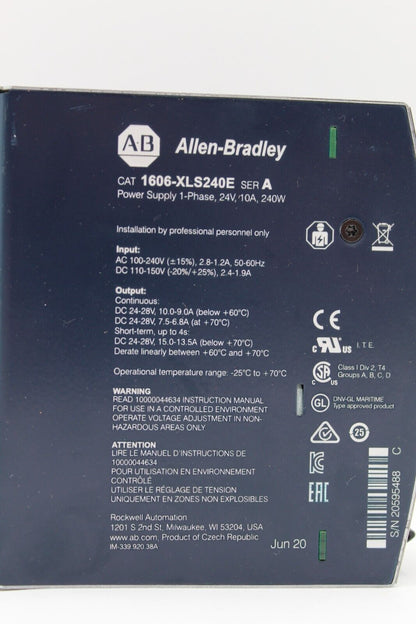 A-B Allen-Bradley
CAT 1606-XLS240E SER A
Power Supply 1-Phase, 24V, 10A, 240W
Installation by professional personnel only
Input:
AC 100-240V (±15%), 2.8-1.2A, 50-60Hz
DC 110-150V (-20%/+25%), 2.4-1.9A
Output:
Continuous:
DC 24-28V, 10.0-9.0A (below +60°C)
DC 24-28V, 7.5-6.8A (at +70°C)
Short-term, up to 4s:
DC 24-28V, 15.0-13.5A (below +70°C)
Derate linearly between +60°C and +70°C
Operational temperature range: -25°C to +70°C
WARNING
READ 10000044634 INSTRUCTION MANUAL
FOR USE IN A CONTROLLED ENVIRONMENT
OPERATE VOLTAGE ADJUSTMENT IN NON-
HAZARDOUS AREAS ONLY
ATTENTION
LIRE LE MANUEL D'INSTRUCTIONS DE
10000044634
POUR UTILISATION EN ENVIRONNEMENT
CONTRÔLÉ
UTILISER LE RÉGLAGE DE TENSION
UNIQUEMENT EN ZONES NON EXPLOSIBLES
Rockwell Automation
1201 S 2nd St, Milwaukee, WI 53204, USA
www.ab.com, Product of Czech Republic
IM-339.920.38A
Jun 20
CE
c UL US I.T.E.
c SA US Class I Div 2, T4
Groups A, B, C, D
GL DNV-GL MARITIME
Type approved product
25
EAC
S/N 20595488 C